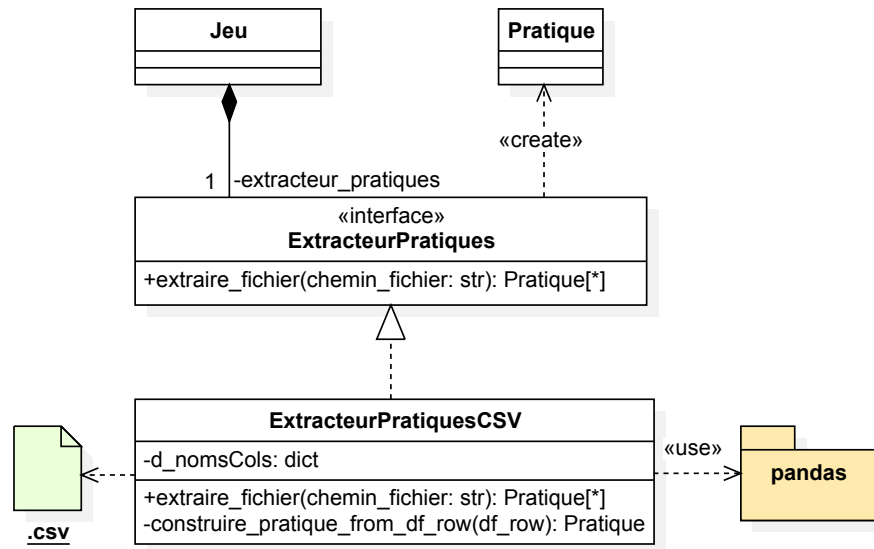 Jeu
Pratique
«create»
1
-extracteur_pratiques
«interface»
ExtracteurPratiques
+extraire_fichier(chemin_fichier: str): Pratique[*]
ExtracteurPratiquesCSV
-d_nomsCols: dict
+extraire_fichier(chemin_fichier: str): Pratique[*]
-construire_pratique_from_df_row(df_row): Pratique
«use»
pandas
.csv